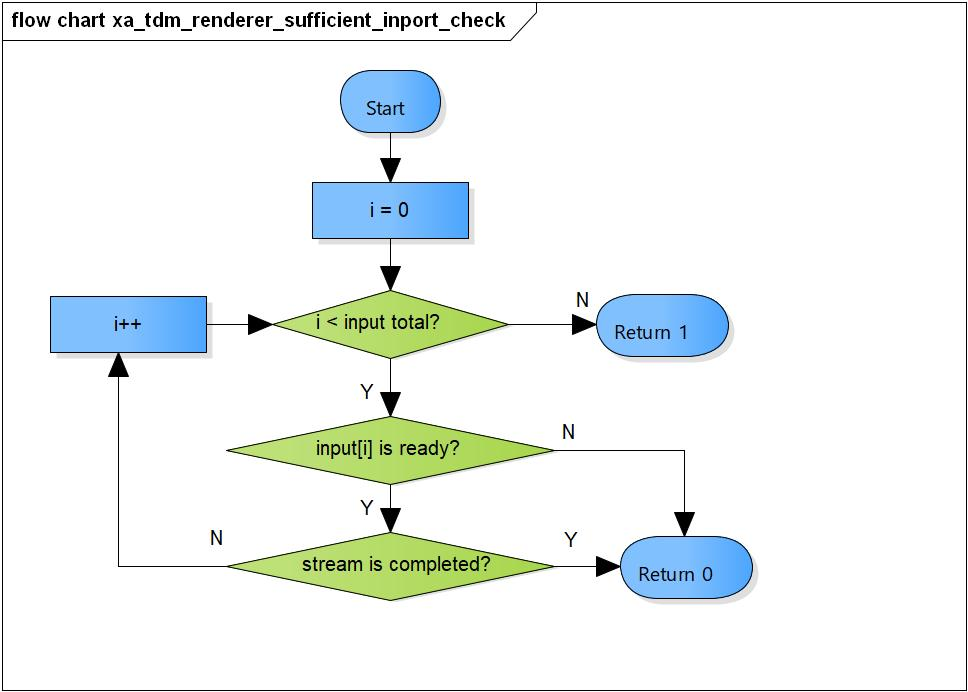 flow chart xa_tdm_renderer_sufficient_inport_check
Start
i = 0
i++
i < input total?
N
Return 1
Y
input[i] is ready?
N
Y
N
stream is completed?
Y
Return 0